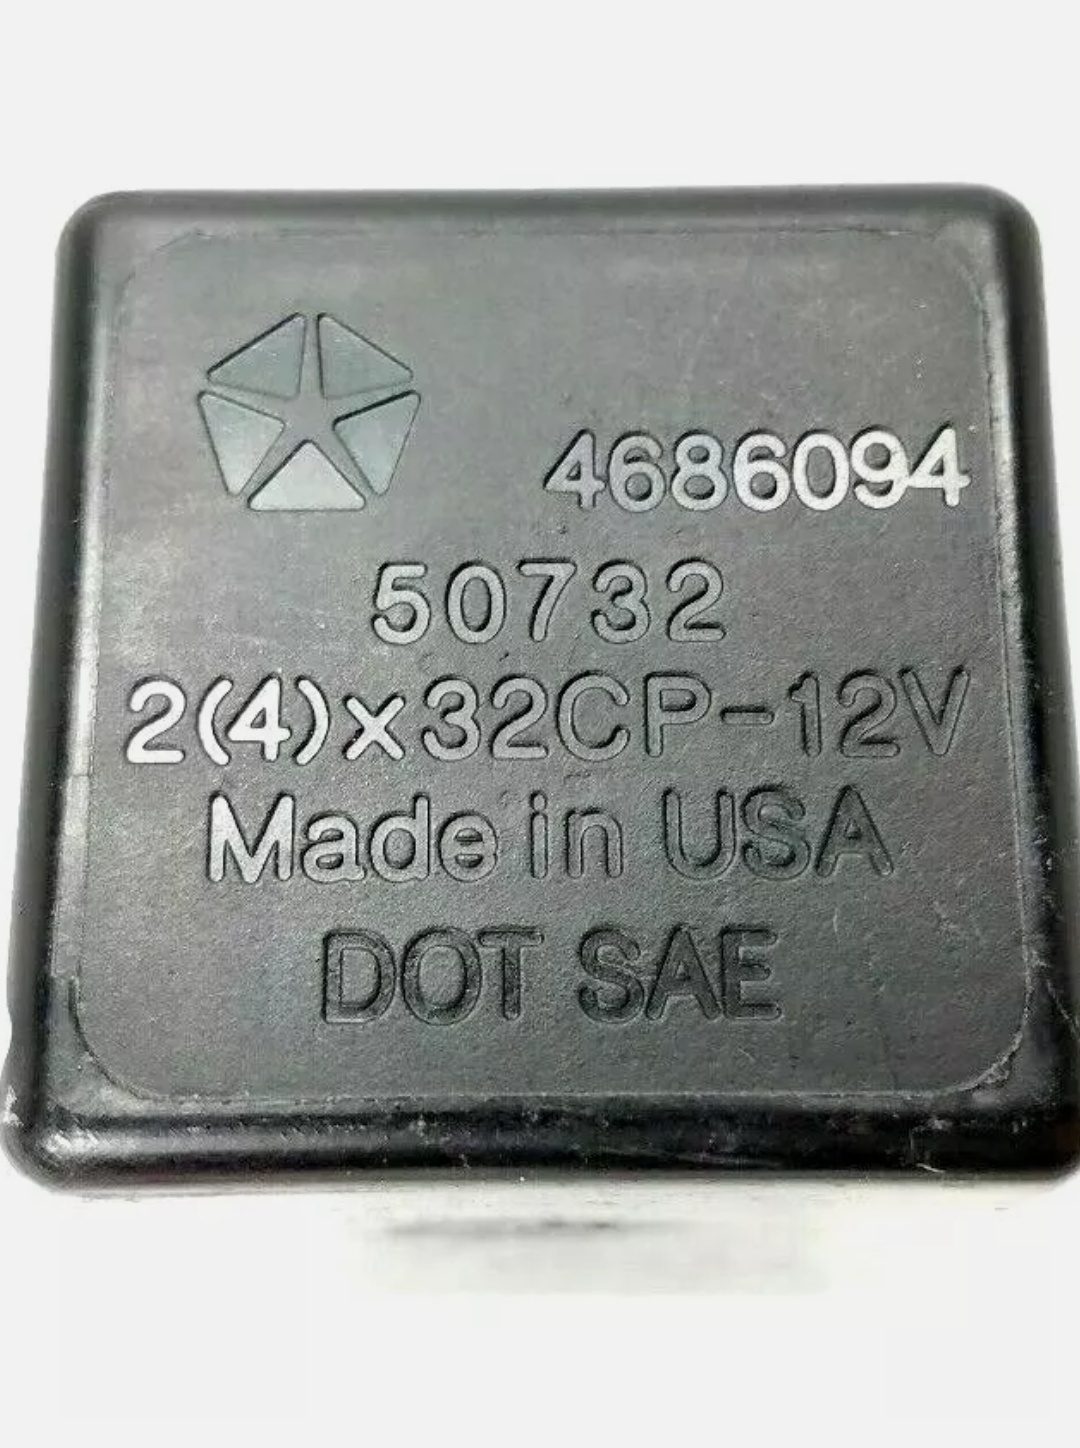 4686094
50732
2(4)x32CP-12V
Made in USA
DOT SAE